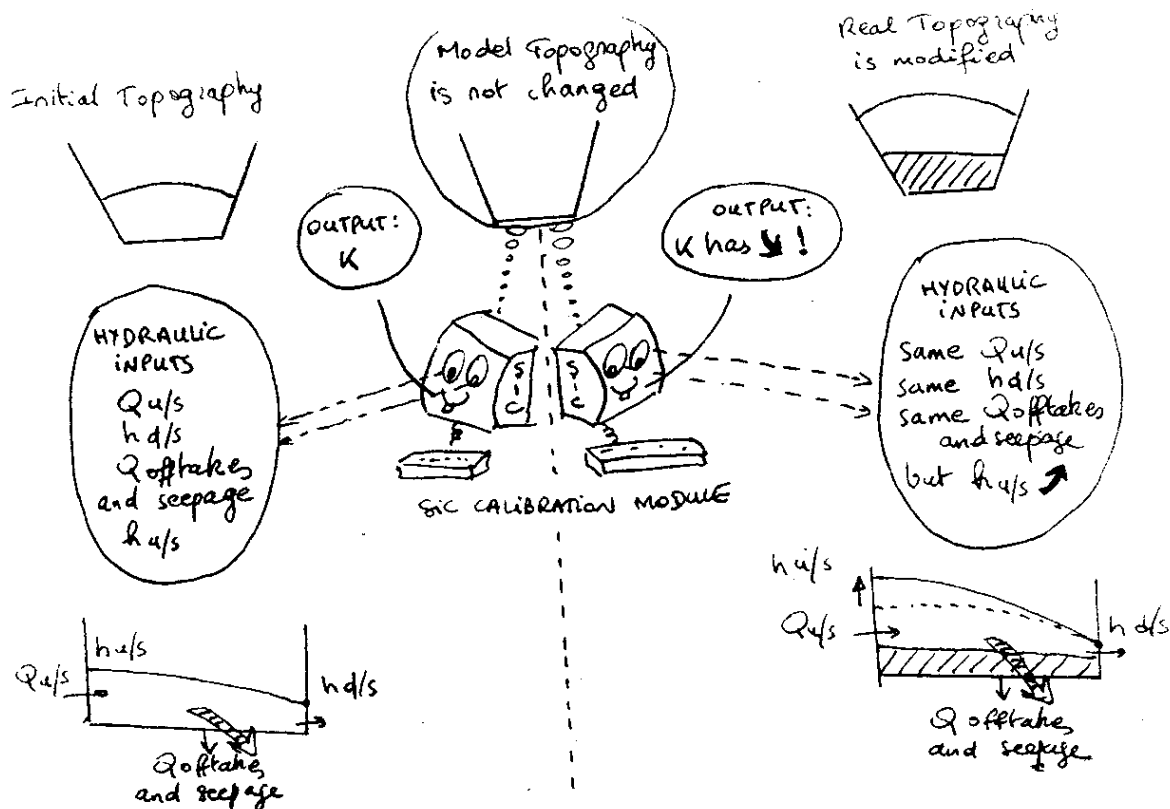 Initial Topography
Model Topography
is not changed
Real Topography
is modified
OUTPUT:
K
OUTPUT:
K has ↘ !
HYDRAULIC
INPUTS
Qu/s
hd/s
Qofftakes
and seepage
hu/s
SIC
SIC
SIC CALIBRATION MODULE
HYDRAULIC
INPUTS
same Qu/s
same hd/s
same Qofftakes
and seepage
but hu/s ↗
hu/s
Qu/s
hd/s
Qofftakes
and seepage
hu/s
Qu/s
hd/s
Qofftakes
and seepage